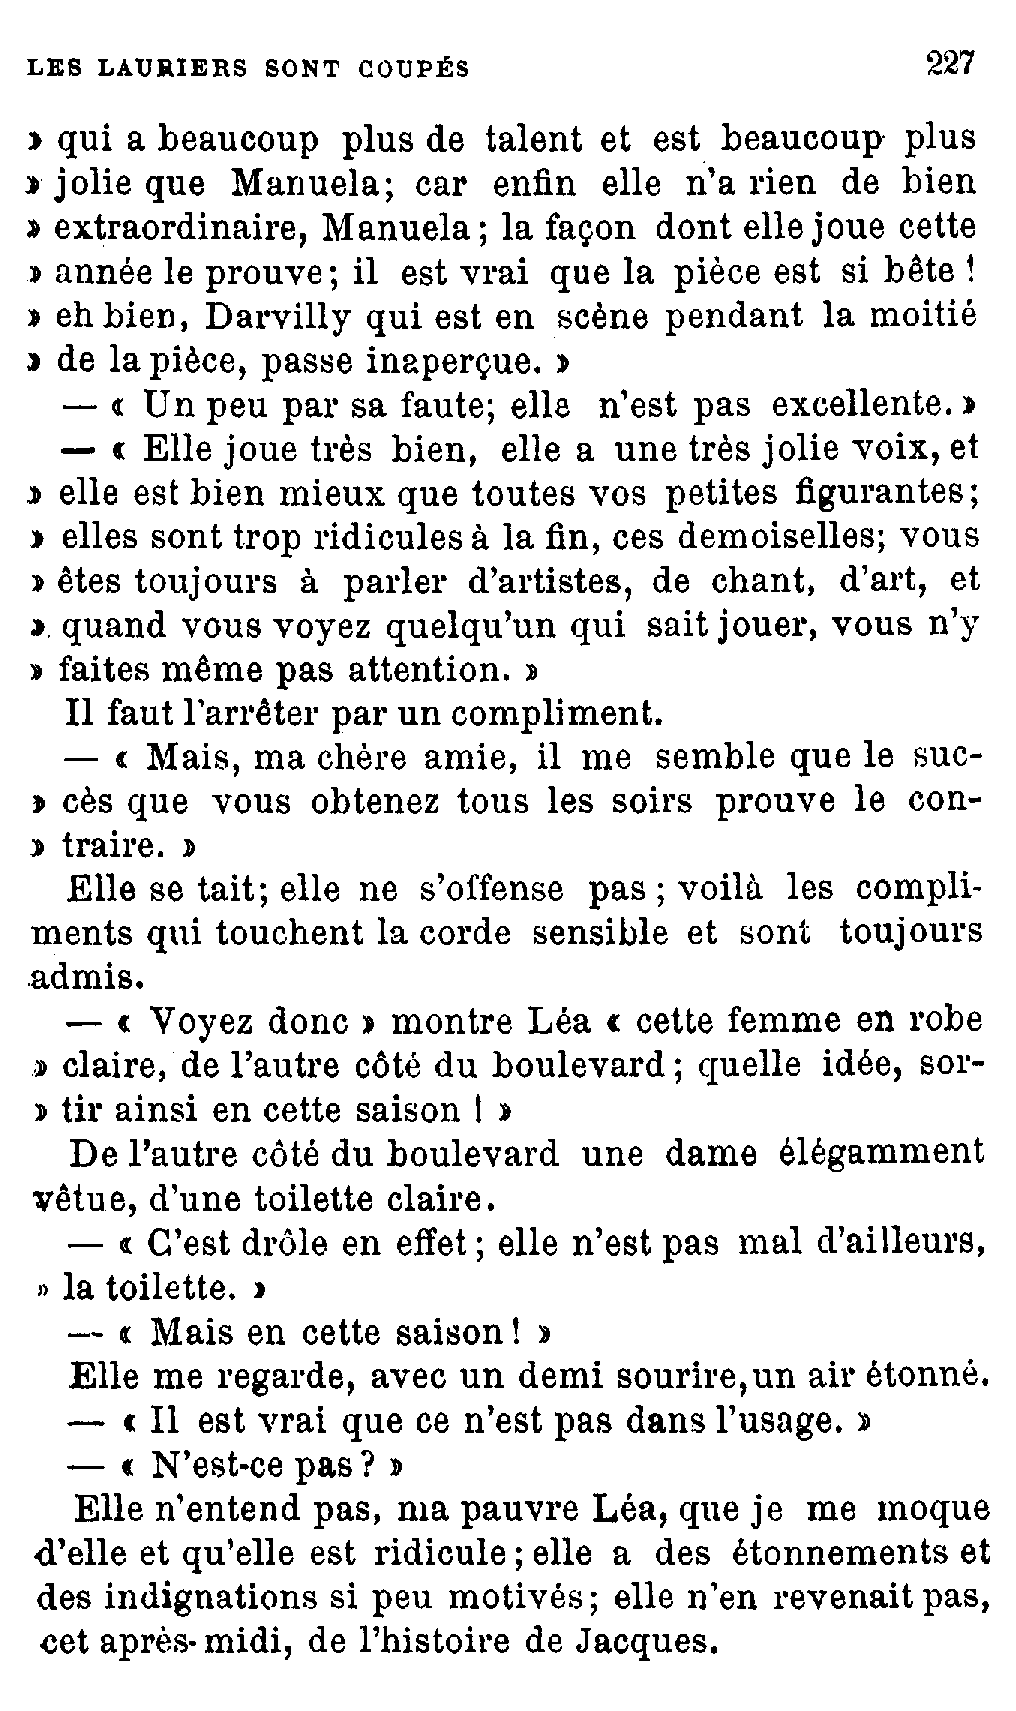 LES LAURIERS SONT COUPÉS 227
» qui a beaucoup plus de talent et est beaucoup plus
» jolie que Manuela; car enfin elle n'a rien de bien
» extraordinaire, Manuela; la façon dont elle joue cette
» année le prouve; il est vrai que la pièce est si bête !
» eh bien, Darvilly qui est en scène pendant la moitié
» de la pièce, passe inaperçue. »
— « Un peu par sa faute; elle n'est pas excellente. »
— « Elle joue très bien, elle a une très jolie voix, et
» elle est bien mieux que toutes vos petites figurantes;
» elles sont trop ridicules à la fin, ces demoiselles; vous
» êtes toujours à parler d'artistes, de chant, d'art, et
» quand vous voyez quelqu'un qui sait jouer, vous n'y
» faites même pas attention. »
Il faut l'arrêter par un compliment.
— « Mais, ma chère amie, il me semble que le suc-
» cès que vous obtenez tous les soirs prouve le con-
» traire. »
Elle se tait; elle ne s'offense pas ; voilà les compli-
ments qui touchent la corde sensible et sont toujours
admis.
— « Voyez donc » montre Léa « cette femme en robe
» claire, de l'autre côté du boulevard ; quelle idée, sor-
» tir ainsi en cette saison ! »
De l'autre côté du boulevard une dame élégamment
vêtue, d'une toilette claire.
— « C'est drôle en effet ; elle n'est pas mal d'ailleurs,
» la toilette. »
— « Mais en cette saison ! »
Elle me regarde, avec un demi sourire, un air étonné.
— « Il est vrai que ce n'est pas dans l'usage. »
— « N'est-ce pas ? »
Elle n'entend pas, ma pauvre Léa, que je me moque
d'elle et qu'elle est ridicule ; elle a des étonnements et
des indignations si peu motivés; elle n'en revenait pas,
cet après-midi, de l'histoire de Jacques.